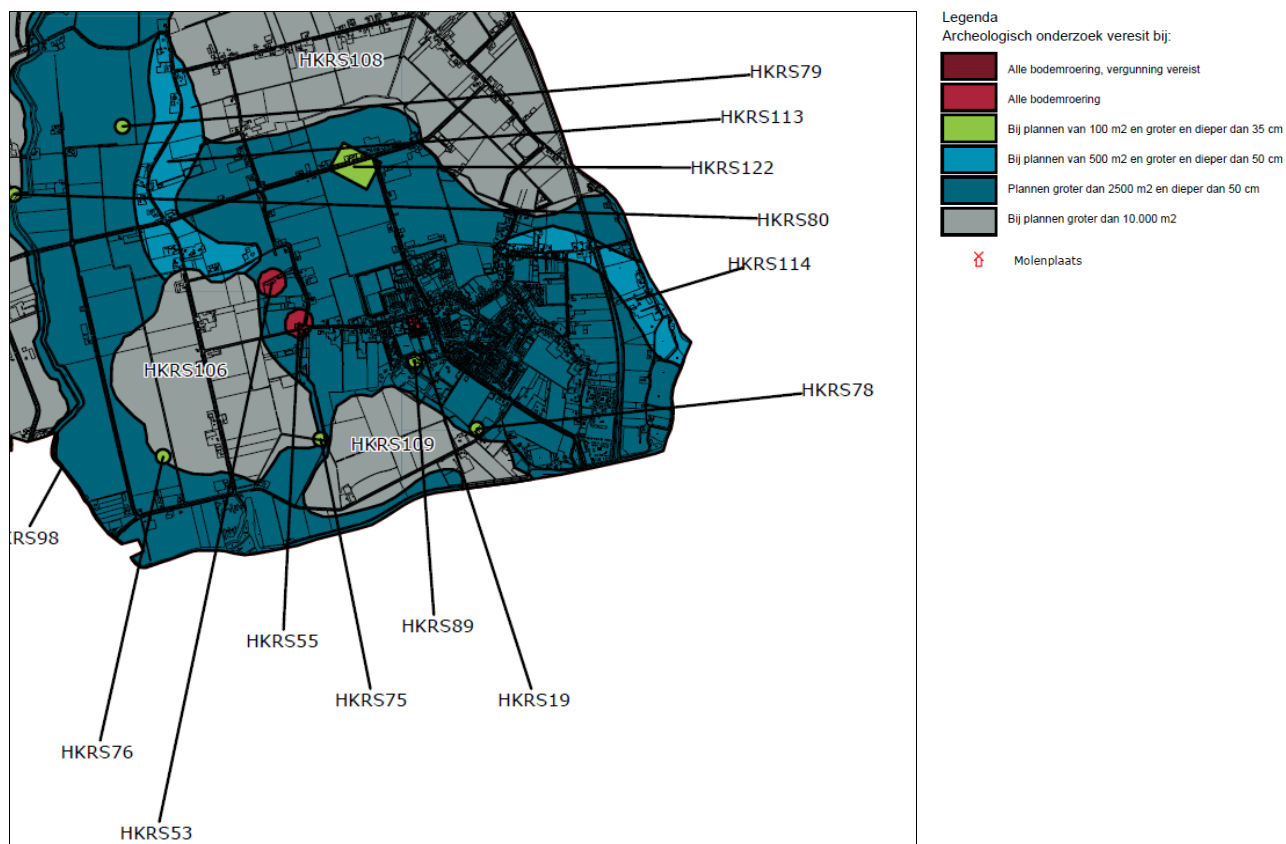 Legenda
Archeologisch onderzoek veresit bij:
Alle bodemroering, vergunning vereist
Alle bodemroering
Bij plannen van 100 m2 en groter en dieper dan 35 cm
Bij plannen van 500 m2 en groter en dieper dan 50 cm
Plannen groter dan 2500 m2 en dieper dan 50 cm
Bij plannen groter dan 10.000 m2
Molenplaats
HKRS108
HKRS79
HKRS113
HKRS122
HKRS80
HKRS114
HKRS106
HKRS78
HKRS109
KRS98
HKRS89
HKRS55
HKRS75
HKRS19
HKRS76
HKRS53